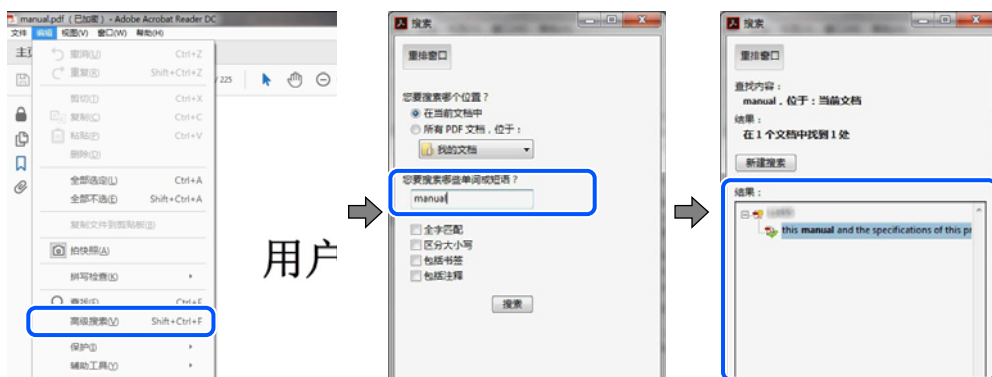 manual.pdf （已加密） - Adobe Acrobat Reader DC
文件 编辑 视图(V) 窗口(W) 帮助(H)
撤消(U) Ctrl+Z
重复(R) Shift+Ctrl+Z
剪切(T) Ctrl+X
复制(C) Ctrl+C
粘贴(P) Ctrl+V
删除(D)
全部选定(L) Ctrl+A
全部不选(E) Shift+Ctrl+A
复制文件到剪贴板(B)
拍快照(A)
拼写检查(K)
查找(F) Ctrl+F
高级搜索(V) Shift+Ctrl+F
保护(I)
辅助工具(Y)
/ 225
用户
搜索
重排窗口
您要搜索哪个位置？
在当前文档中
所有 PDF 文档，位于：
我的文档
您要搜索哪些单词或短语？
manual
全字匹配
区分大小写
包括书签
包括注释
搜索
搜索
重排窗口
查找内容：
manual，位于：当前文档
结果：
在 1 个文档中找到 1 处
新建搜索
结果：
this manual and the specifications of this pr